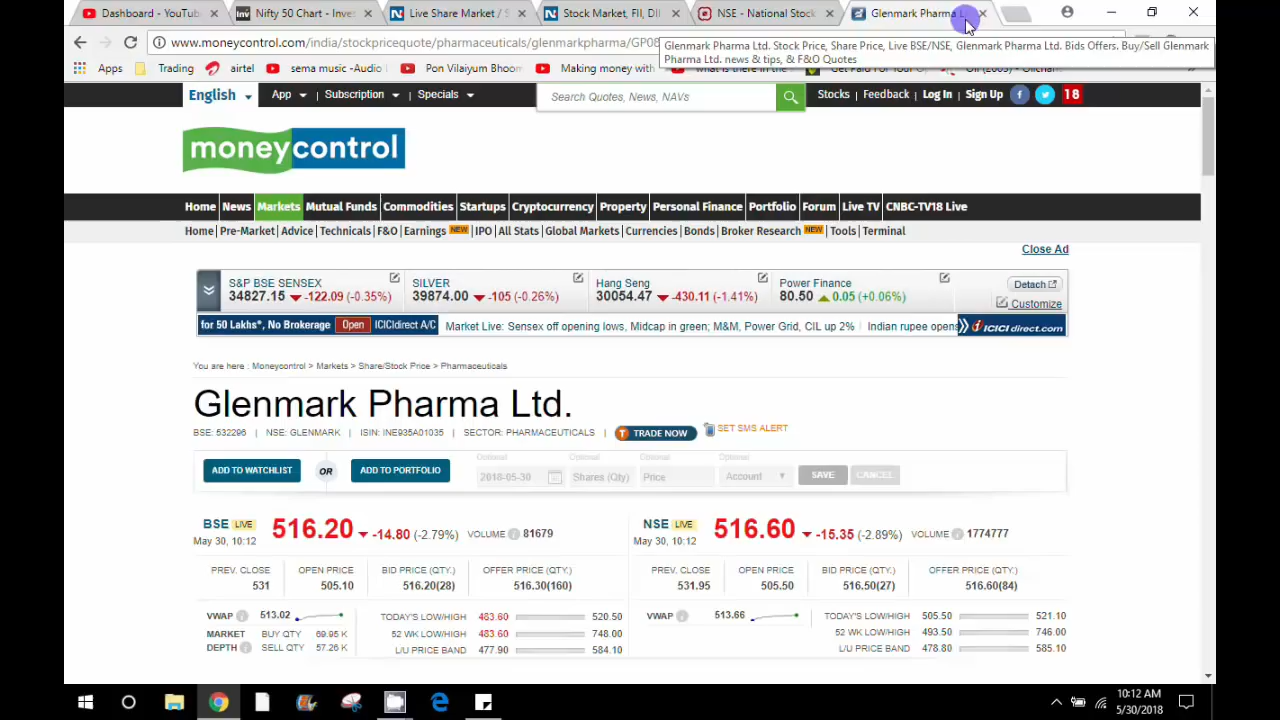 Dashboard - YouTub
Nifty 50 Chart - Inves
Live Share Market / S
Stock Market, FII, DII
NSE - National Stock
Glenmark Pharma L
www.moneycontrol.com/india/stockpricequote/pharmaceuticals/glenmarkpharma/GP08
Glenmark Pharma Ltd. Stock Price, Share Price, Live BSE/NSE, Glenmark Pharma Ltd. Bids Offers. Buy/Sell Glenmark
Pharma Ltd. news & tips, & F&O Quotes
Apps Trading airtel sema music -Audio Pon Vilaiyum Bhoom Making money with
English App Subscription Specials Search Quotes, News, NAVs Stocks Feedback Log In Sign Up 18
moneycontrol
Home News Markets Mutual Funds Commodities Startups Cryptocurrency Property Personal Finance Portfolio Forum Live TV CNBC-TV18 Live
Home | Pre-Market | Advice | Technicals | F&O | Earnings NEW | IPO | All Stats | Global Markets | Currencies | Bonds | Broker Research NEW | Tools | Terminal
Close Ad
S&P BSE SENSEX SILVER Hang Seng Power Finance Detach
34827.15 -122.09 (-0.35%) 39874.00 -105 (-0.26%) 30054.47 -430.11 (-1.41%) 80.50 0.05 (+0.06%) Customize
for 50 Lakhs*, No Brokerage Open ICICIdirect A/C Market Live: Sensex off opening lows, Midcap in green; M&M, Power Grid, CIL up 2% | Indian rupee opens ICICI direct.com
You are here : Moneycontrol > Markets > Share/Stock Price > Pharmaceuticals
Glenmark Pharma Ltd.
BSE: 532296 | NSE: GLENMARK | ISIN: INE935A01035 | SECTOR: PHARMACEUTICALS | T TRADE NOW SET SMS ALERT
Optional Optional Optional Optional
ADD TO WATCHLIST OR ADD TO PORTFOLIO 2018-05-30 Shares (Qty) Price Account SAVE CANCEL
BSE LIVE 516.20 -14.80 (-2.79%) VOLUME 81679
May 30, 10:12
PREV. CLOSE OPEN PRICE BID PRICE(QTY.) OFFER PRICE(QTY.)
531 505.10 516.20(28) 516.30(160)
VWAP 513.02 TODAY'S LOW/HIGH 483.60 520.50
MARKET BUY QTY 69.95 K 52 WK LOW/HIGH 483.60 748.00
DEPTH SELL QTY 57.26 K L/U PRICE BAND 477.90 584.10
NSE LIVE 516.60 -15.35 (-2.89%) VOLUME 1774777
May 30, 10:12
PREV. CLOSE OPEN PRICE BID PRICE(QTY.) OFFER PRICE(QTY.)
531.95 505.50 516.50(27) 516.60(84)
VWAP 513.66 TODAY'S LOW/HIGH 505.50 521.10
52 WK LOW/HIGH 493.50 746.00
L/U PRICE BAND 478.80 585.10
10:12 AM
5/30/2018